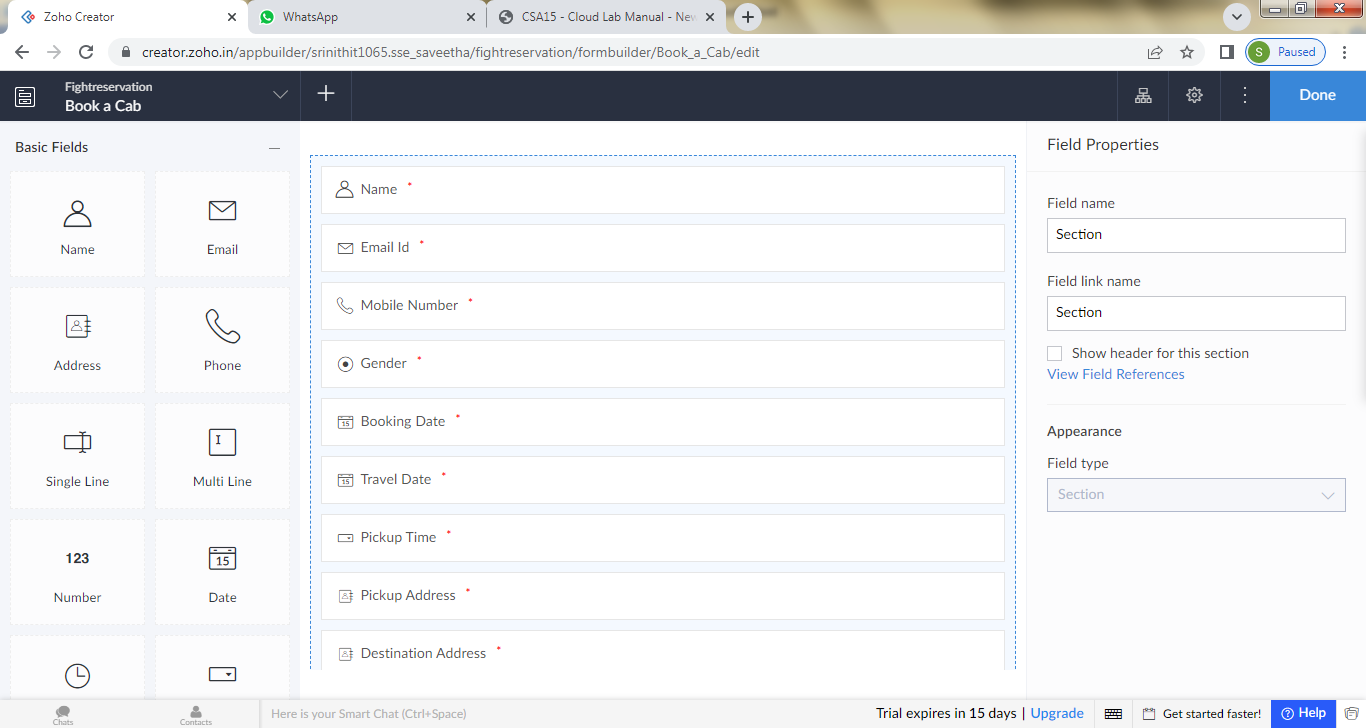 Zoho Creator
WhatsApp
CSA15 - Cloud Lab Manual - New
creator.zoho.in/appbuilder/srinithit1065.sse_saveetha/fightreservation/formbuilder/Book_a_Cab/edit
S Paused
Fightreservation
Book a Cab
Done
Basic Fields
Name
Email
Address
Phone
Single Line
Multi Line
123
Number
15
Date
Name *
Email Id *
Mobile Number *
Gender *
15 Booking Date *
15 Travel Date *
Pickup Time *
Pickup Address *
Destination Address *
Field Properties
Field name
Section
Field link name
Section
Show header for this section
View Field References
Appearance
Field type
Section
Chats
Contacts
Here is your Smart Chat (Ctrl+Space)
Trial expires in 15 days | Upgrade
Get started faster!
Help